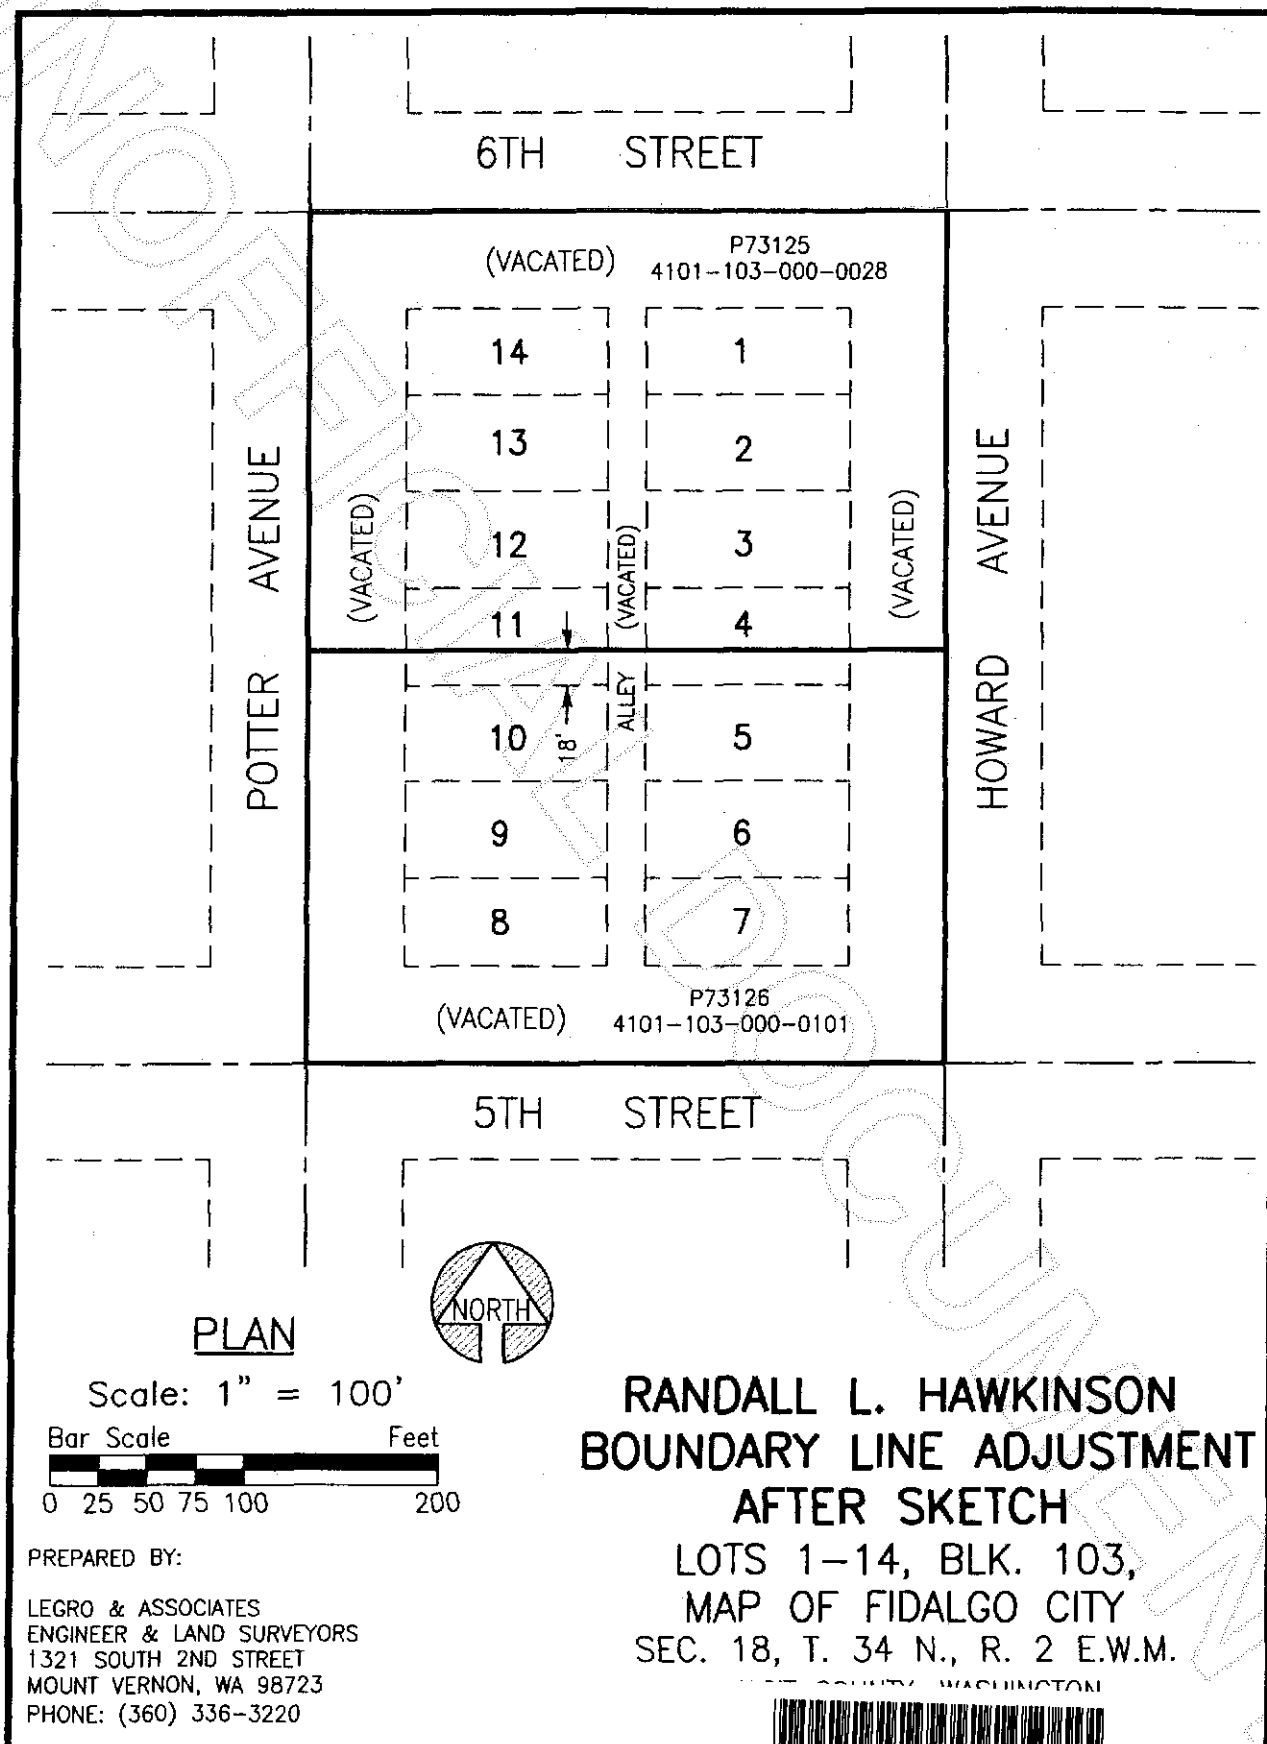 6TH STREET
(VACATED)
P73125
4101-103-000-0028
14
1
13
2
12
3
11
4
10
5
9
6
8
7
(VACATED)
(VACATED)
(VACATED)
ALLEY
18'
POTTER AVENUE
HOWARD AVENUE
(VACATED)
P73126
4101-103-000-0101
5TH STREET
NORTH
PLAN
Scale: 1" = 100'
Bar Scale Feet
0 25 50 75 100 200
PREPARED BY:
LEGRO & ASSOCIATES
ENGINEER & LAND SURVEYORS
1321 SOUTH 2ND STREET
MOUNT VERNON, WA 98723
PHONE: (360) 336-3220
RANDALL L. HAWKINSON
BOUNDARY LINE ADJUSTMENT
AFTER SKETCH
LOTS 1-14, BLK. 103,
MAP OF FIDALGO CITY
SEC. 18, T. 34 N., R. 2 E.W.M.
COUNTY, WASHINGTON
UNOFFICIAL DOCUMENT